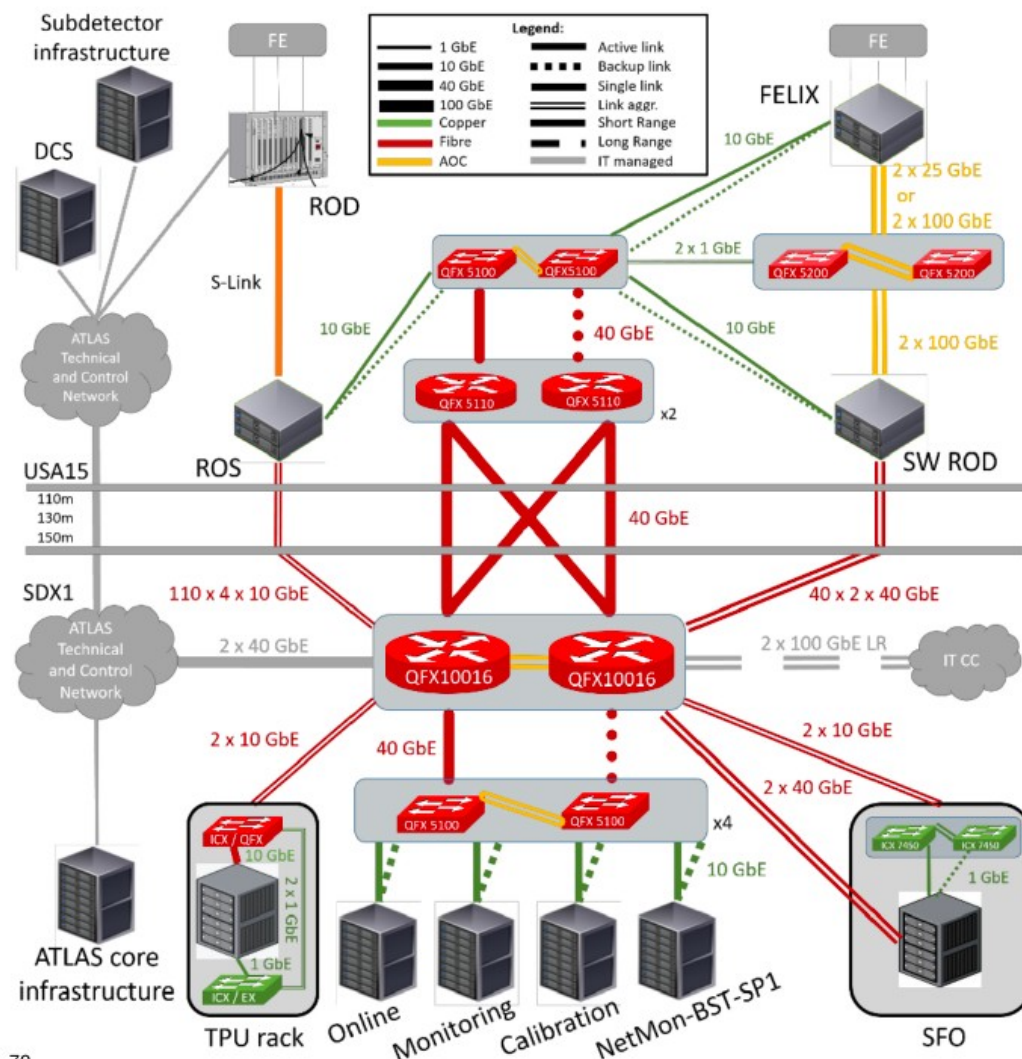 Subdetector
infrastructure
FE
Legend:
1 GbE
Active link
10 GbE
Backup link
40 GbE
Single link
100 GbE
Link aggr.
Copper
Short Range
Fibre
Long Range
AOC
IT managed
FE
FELIX
DCS
ROD
10 GbE
2 x 25 GbE
or
2 x 100 GbE
S-Link
QFX 5100
QFX5100
2 x 1 GbE
QFX 5200
QFX 5200
10 GbE
40 GbE
10 GbE
2 x 100 GbE
ATLAS
Technical
and Control
Network
QFX 5110
QFX 5110
x2
ROS
SW ROD
USA15
110m
130m
150m
40 GbE
SDX1
110 x 4 x 10 GbE
40 x 2 x 40 GbE
ATLAS
Technical
and Control
Network
2 x 40 GbE
QFX10016
QFX10016
2 x 100 GbE LR
IT CC
2 x 10 GbE
40 GbE
2 x 10 GbE
2 x 40 GbE
QFX 5100
QFX 5100
x4
ICX / QFX
10 GbE
2 x 1 GbE
1 GbE
ICX / EX
10 GbE
ICX 7450
ICX 7450
1 GbE
ATLAS core
infrastructure
TPU rack
Online
Monitoring
Calibration
NetMon-BST-SP1
SFO